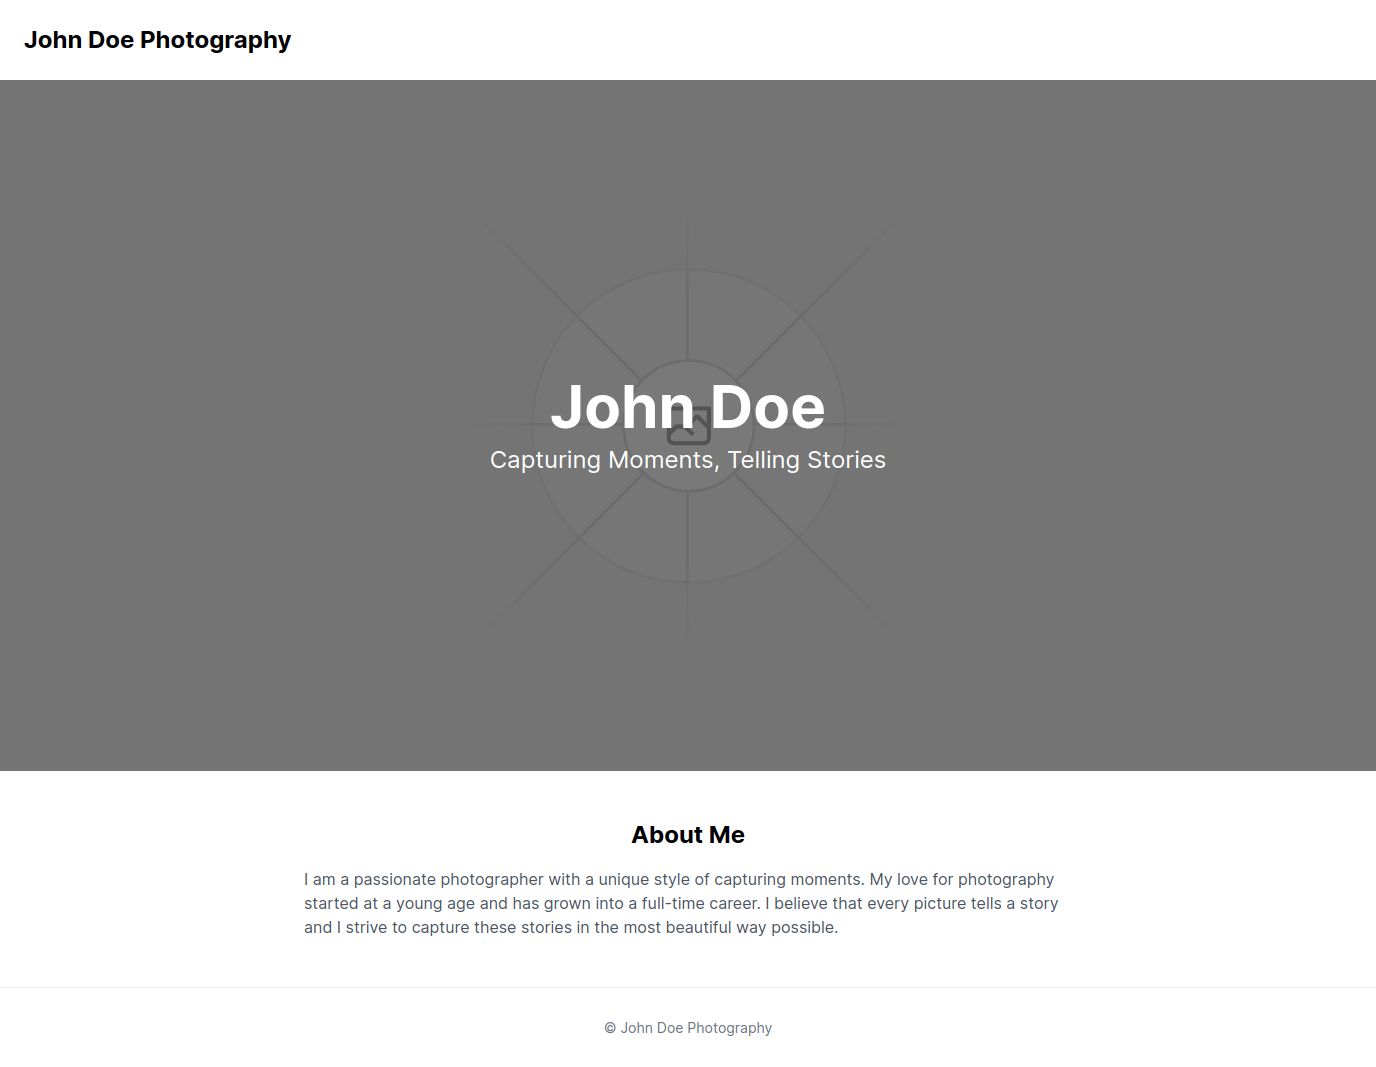 John Doe Photography
John Doe
Capturing Moments, Telling Stories
About Me
I am a passionate photographer with a unique style of capturing moments. My love for photography
started at a young age and has grown into a full-time career. I believe that every picture tells a story
and I strive to capture these stories in the most beautiful way possible.
© John Doe Photography